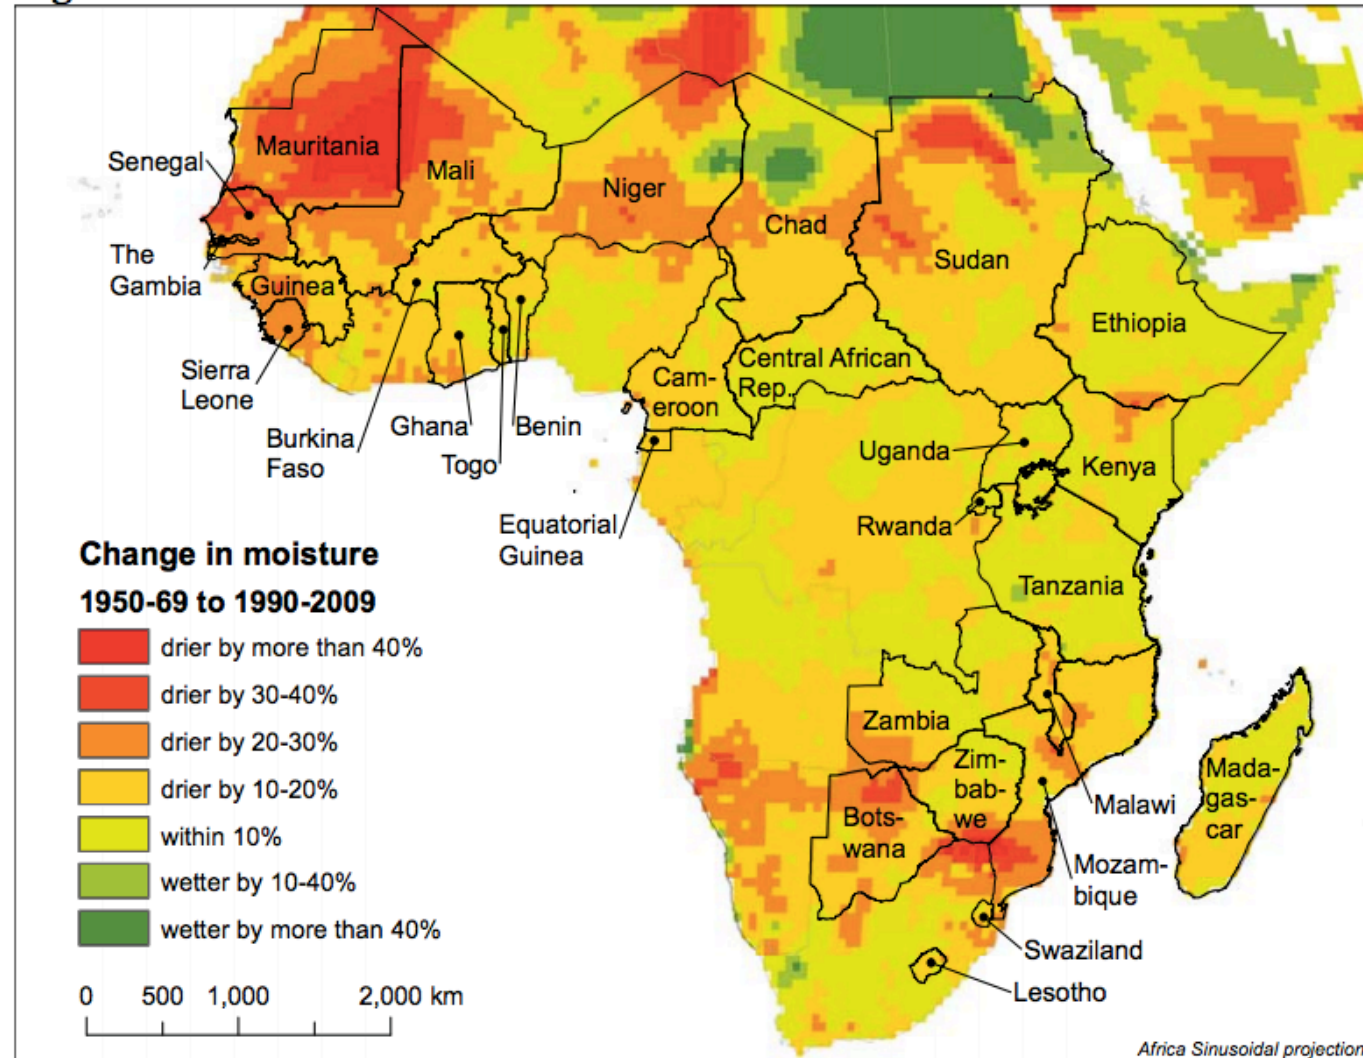 Mauritania
Senegal
Mali
Niger
Chad
The
Gambia
Guinea
Sudan
Ethiopia
Sierra
Leone
Central African
Rep.
Cam-
eroon
Burkina
Faso
Ghana
Benin
Togo
Uganda
Kenya
Equatorial
Guinea
Rwanda
Tanzania
Change in moisture
1950-69 to 1990-2009
drier by more than 40%
drier by 30-40%
drier by 20-30%
drier by 10-20%
within 10%
wetter by 10-40%
wetter by more than 40%
0 500 1,000 2,000 km
Zambia
Zim-
bab-
we
Bots-
wana
Malawi
Mada-
gas-
car
Mozam-
bique
Swaziland
Lesotho
Africa Sinusoidal projection